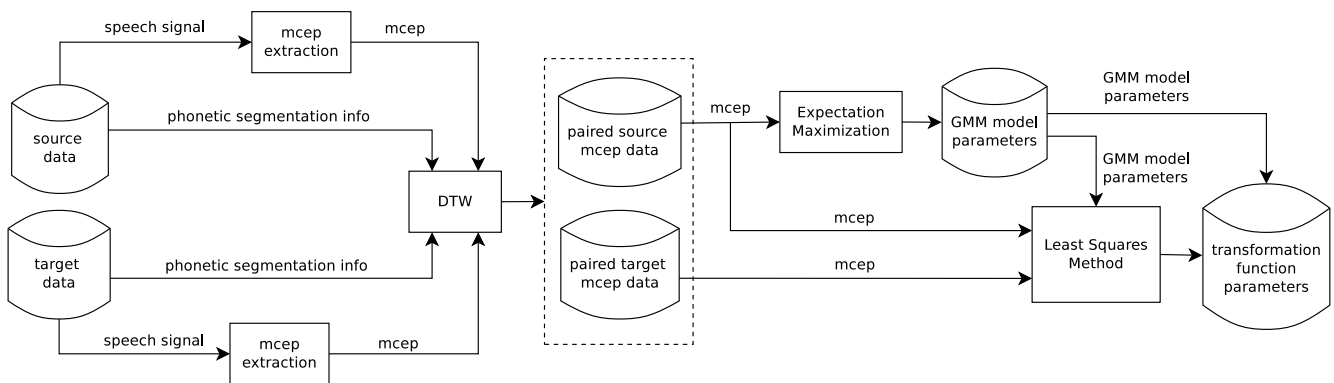 speech signal
mcep
extraction
mcep
source
data
phonetic segmentation info
DTW
target
data
phonetic segmentation info
speech signal
mcep
extraction
mcep
paired source
mcep data
paired target
mcep data
mcep
Expectation
Maximization
GMM model
parameters
GMM model
parameters
GMM model
parameters
mcep
mcep
Least Squares
Method
transformation
function
parameters